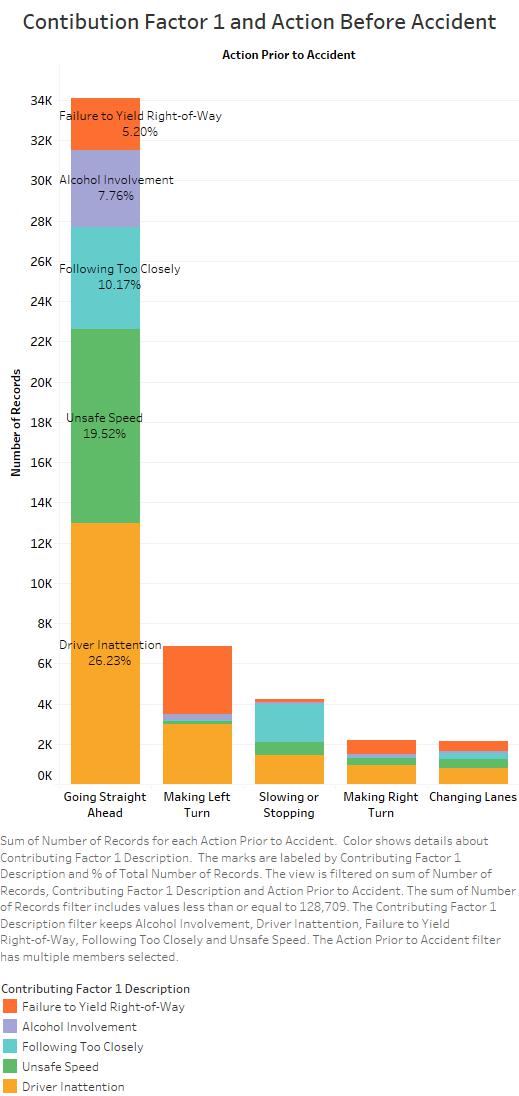 Contibution Factor 1 and Action Before Accident
Action Prior to Accident
Number of Records
34K
32K
30K
28K
26K
24K
22K
20K
18K
16K
14K
12K
10K
8K
6K
4K
2K
0K
Failure to Yield Right-of-Way
5.20%
Alcohol Involvement
7.76%
Following Too Closely
10.17%
Unsafe Speed
19.52%
Driver Inattention
26.23%
Going Straight
Ahead
Making Left
Turn
Slowing or
Stopping
Making Right
Turn
Changing Lanes
Sum of Number of Records for each Action Prior to Accident.  Color shows details about
Contributing Factor 1 Description.  The marks are labeled by Contributing Factor 1
Description and % of Total Number of Records. The view is filtered on sum of Number of
Records, Contributing Factor 1 Description and Action Prior to Accident. The sum of Number
of Records filter includes values less than or equal to 128,709. The Contributing Factor 1
Description filter keeps Alcohol Involvement, Driver Inattention, Failure to Yield
Right-of-Way, Following Too Closely and Unsafe Speed. The Action Prior to Accident filter
has multiple members selected.
Contributing Factor 1 Description
Failure to Yield Right-of-Way
Alcohol Involvement
Following Too Closely
Unsafe Speed
Driver Inattention